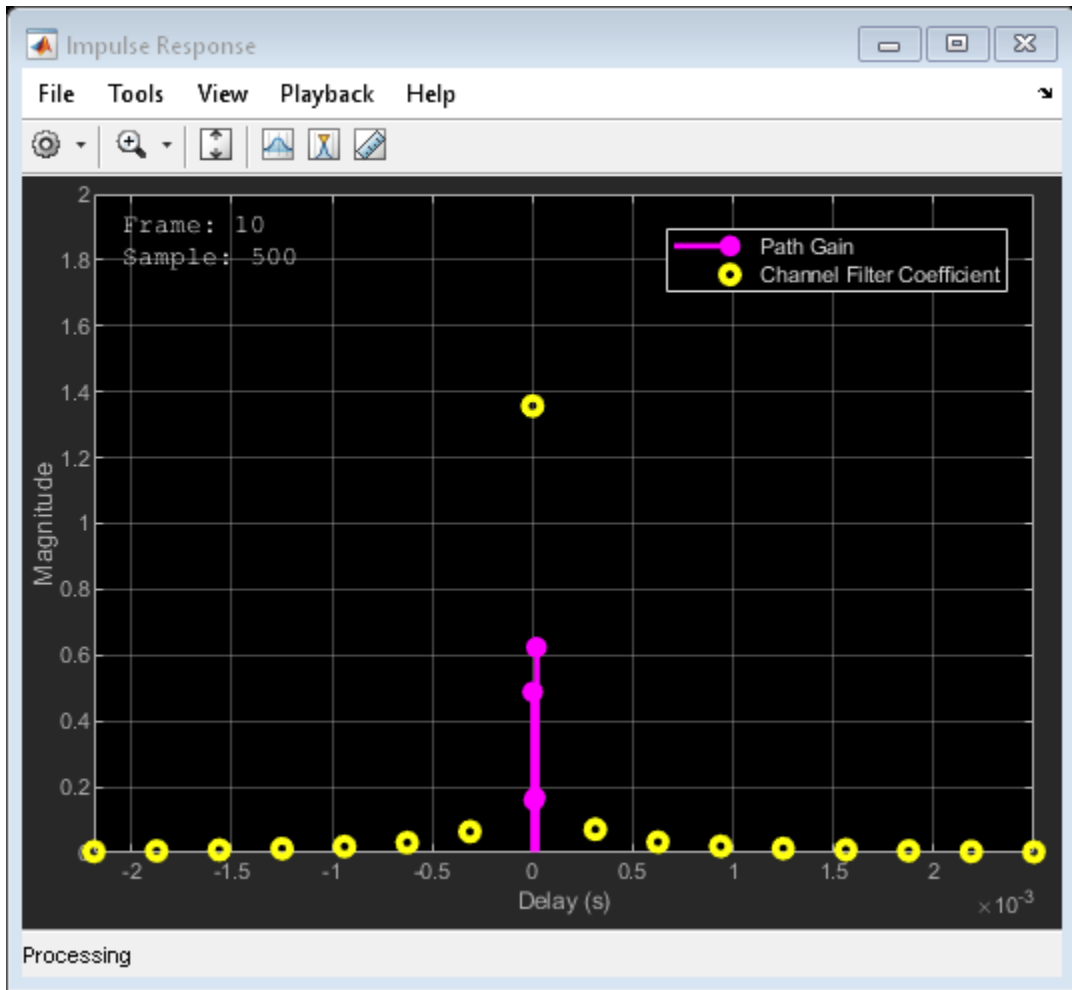 Impulse Response
File Tools View Playback Help
Frame: 10
Sample: 500
Path Gain
Channel Filter Coefficient
2
1.8
1.6
1.4
1.2
1
0.8
0.6
0.4
0.2
0
Magnitude
-2 -1.5 -1 -0.5 0 0.5 1 1.5 2
Delay (s)
×10⁻³
Processing